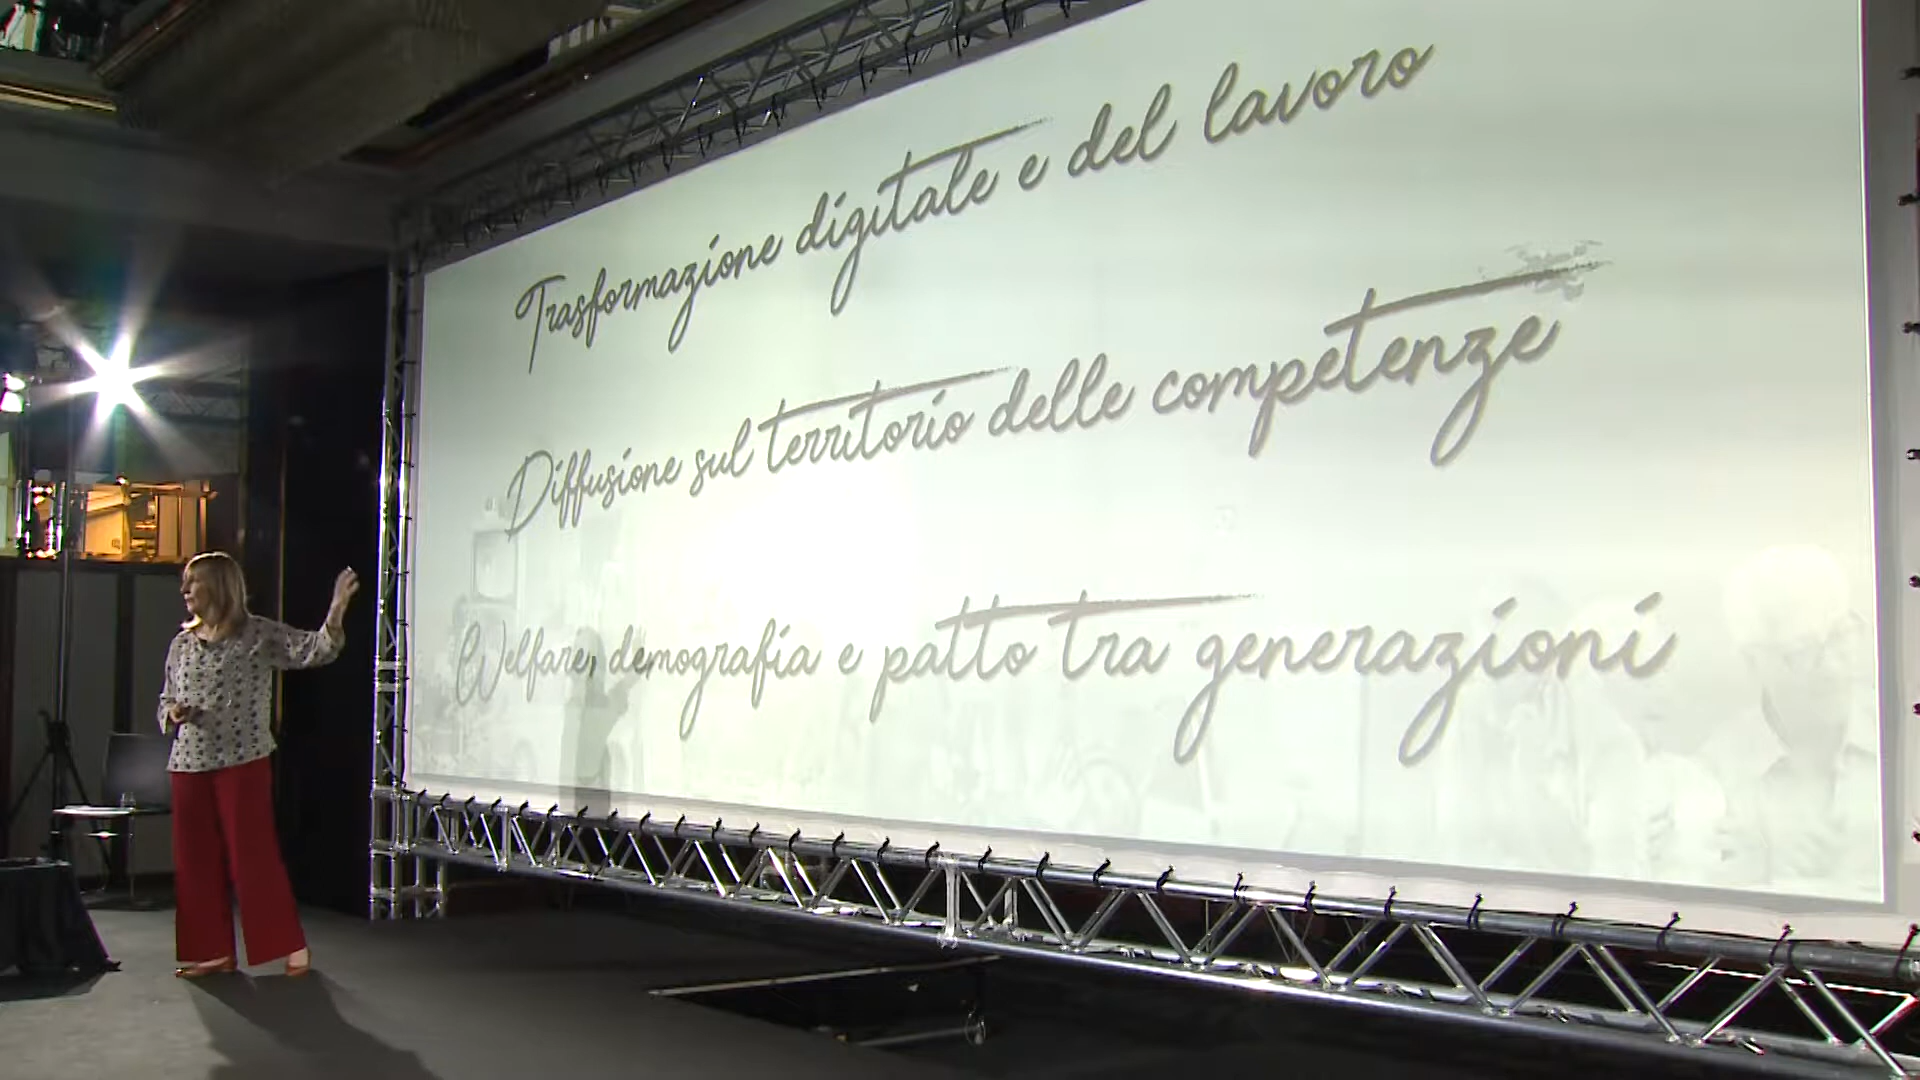 Trasformazione digitale e del lavoro
Diffusione sul territorio delle competenze
Welfare, demografia e patto tra generazioni